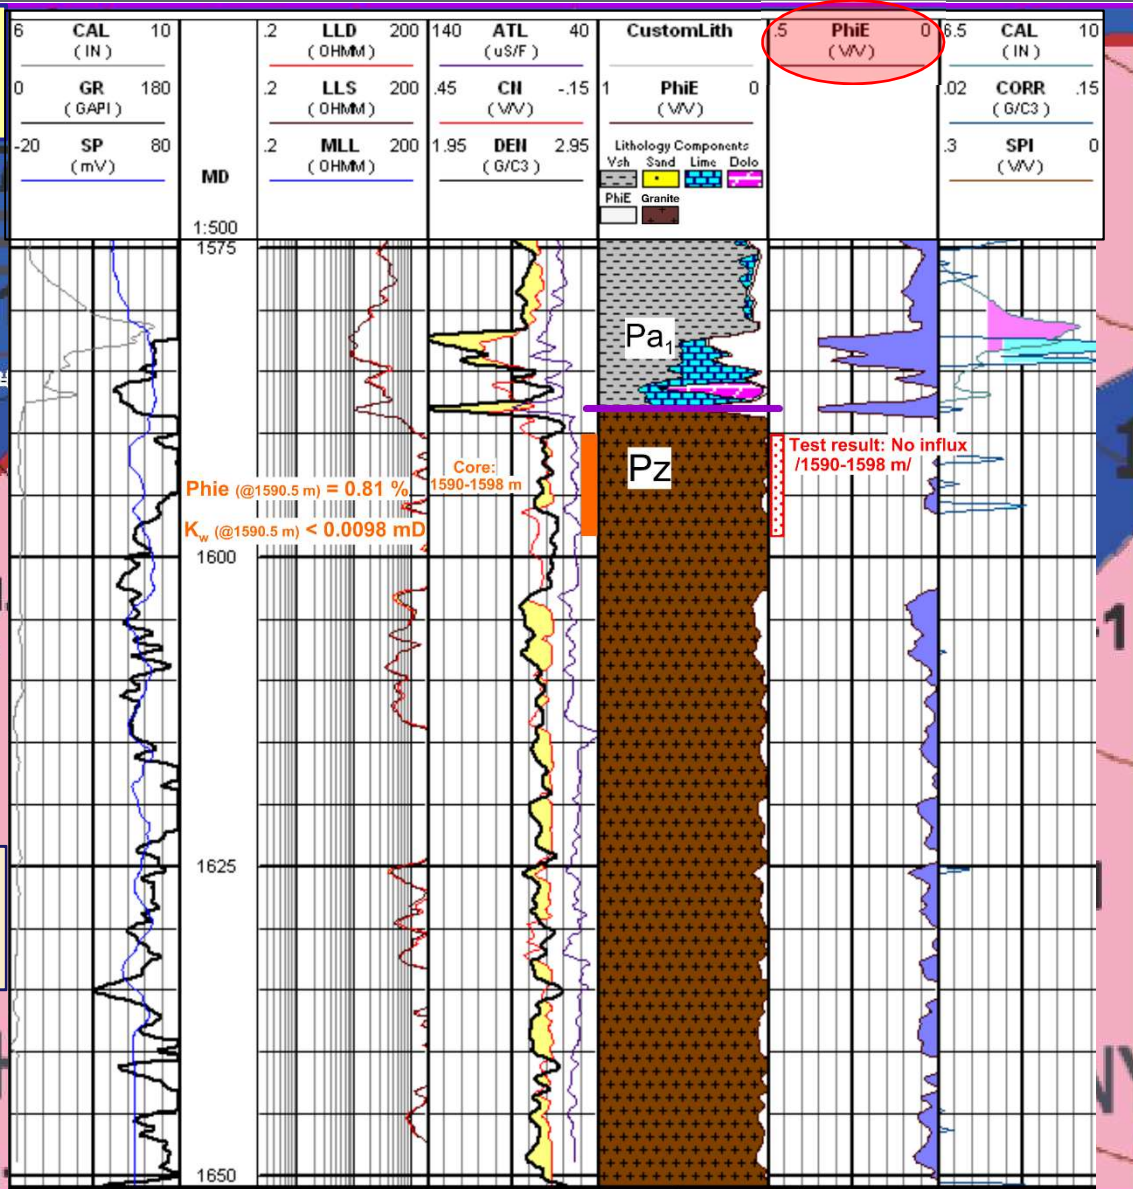 6 CAL 10
( IN )
0 GR 180
( GAPI )
-20 SP 80
( mV )
MD
1:500
.2 LLD 200
( OHMM )
.2 LLS 200
( OHMM )
.2 MLL 200
( OHMM )
140 ATL 40
( uS/F )
.45 CN -.15
( V/V )
1.95 DEN 2.95
( G/C3 )
CustomLith
1 PhiE 0
( V/V )
Lithology Components
Vsh Sand Lime Dolo
PhiE Granite
.5 PhiE 0
( V/V )
6.5 CAL 10
( IN )
.02 CORR .15
( G/C3 )
.3 SPI 0
( V/V )
1575
Pa1
Pz
Test result: No influx
/1590-1598 m/
Core:
1590-1598 m
Phie (@1590.5 m) = 0.81 %
Kw (@1590.5 m) < 0.0098 mD
1600
1625
1650